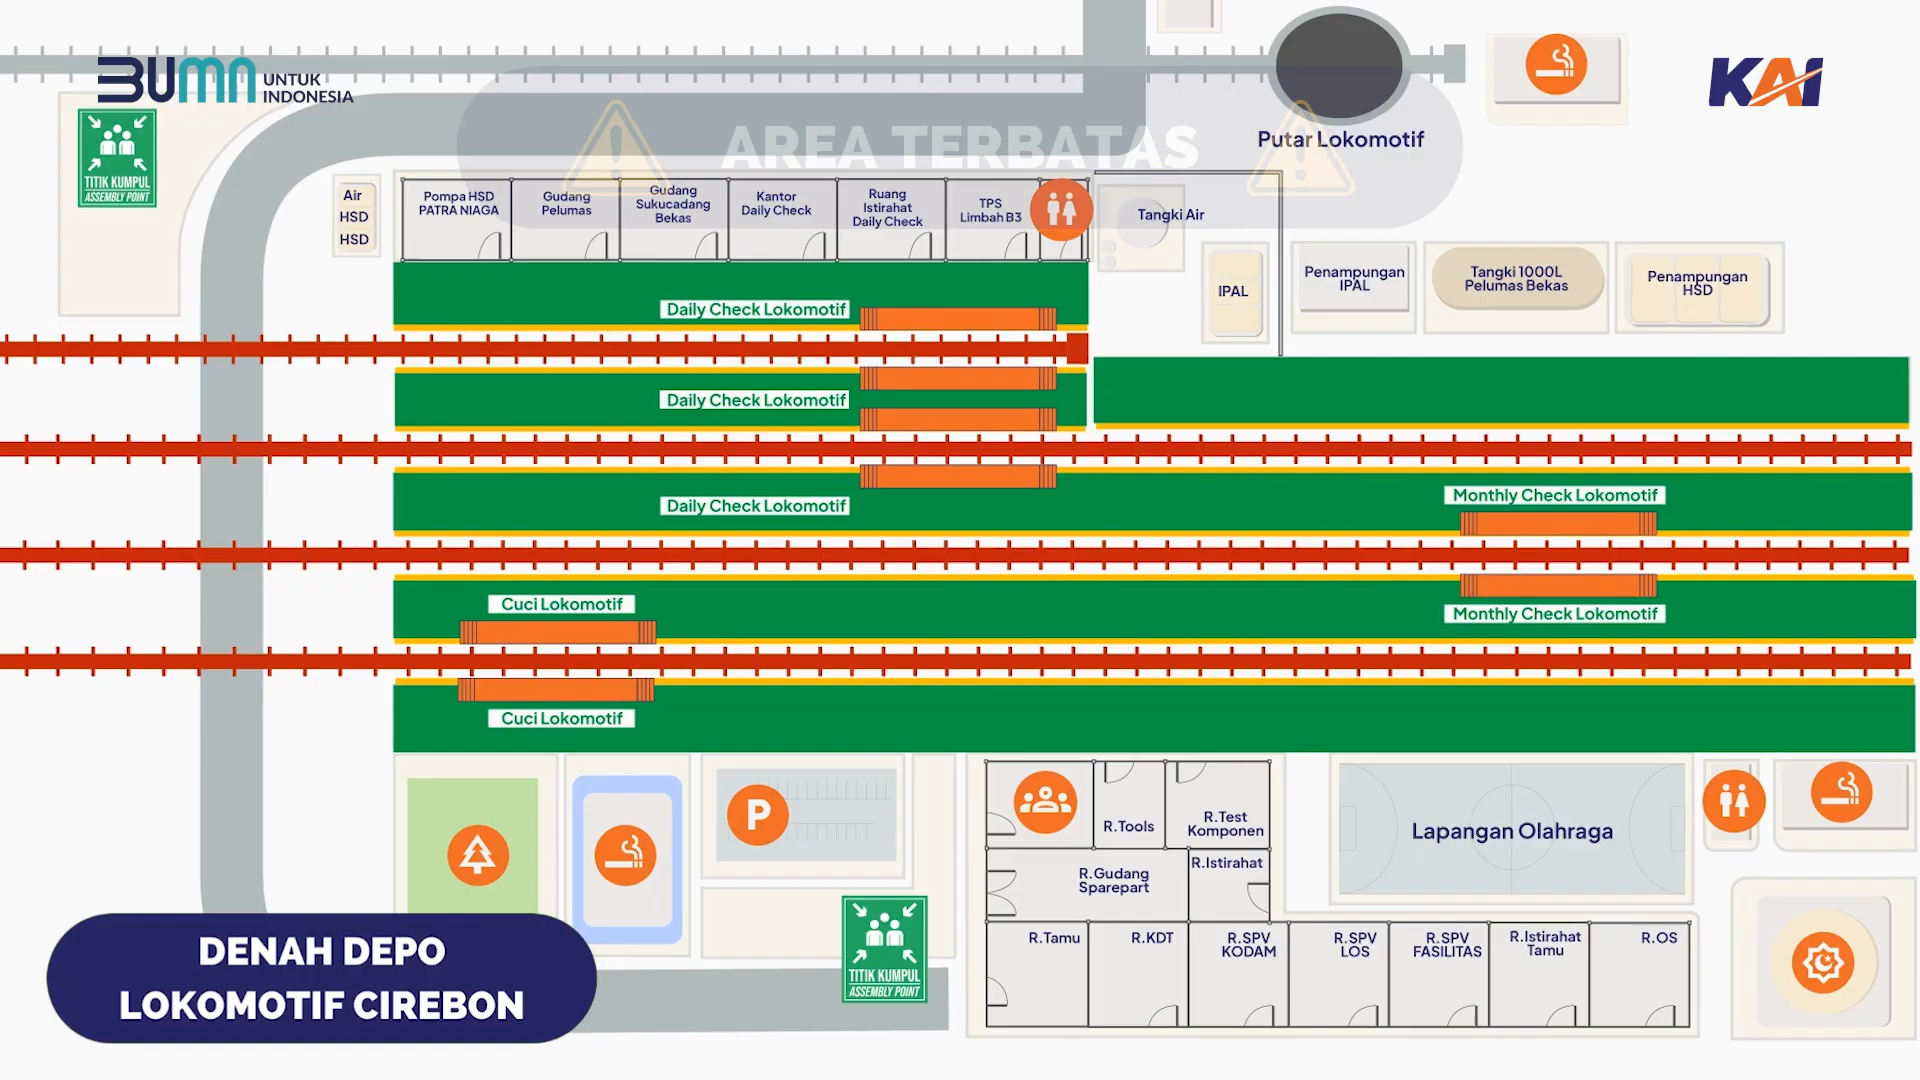 BUMN
UNTUK
INDONESIA
KAI
AREA TERBATAS
Putar Lokomotif
TITIK KUMPUL
ASSEMBLY POINT
Air
HSD
HSD
Pompa HSD
PATRA NIAGA
Gudang
Pelumas
Gudang
Sukucadang
Bekas
Kantor
Daily Check
Ruang
Istirahat
Daily Check
TPS
Limbah B3
Tangki Air
IPAL
Penampungan
IPAL
Tangki 1000L
Pelumas Bekas
Penampungan
HSD
Daily Check Lokomotif
Daily Check Lokomotif
Daily Check Lokomotif
Monthly Check Lokomotif
Cuci Lokomotif
Monthly Check Lokomotif
Cuci Lokomotif
P
R.Tools
R.Test
Komponen
R.Gudang
Sparepart
R.Istirahat
Lapangan Olahraga
R.Tamu
R.KDT
R.SPV
KODAM
R.SPV
LOS
R.SPV
FASILITAS
R.Istirahat
Tamu
R.OS
TITIK KUMPUL
ASSEMBLY POINT
DENAH DEPO
LOKOMOTIF CIREBON